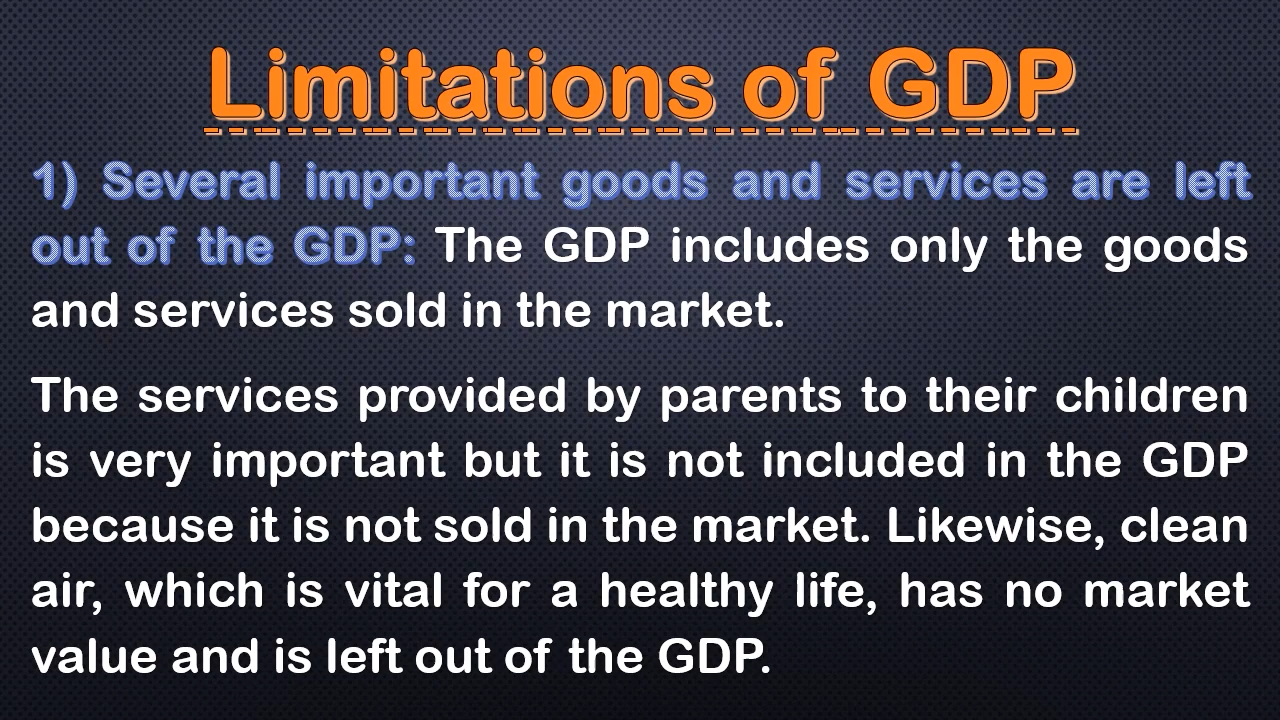 Limitations of GDP
1) Several important goods and services are left
out of the GDP: The GDP includes only the goods
and services sold in the market.
The services provided by parents to their children
is very important but it is not included in the GDP
because it is not sold in the market. Likewise, clean
air, which is vital for a healthy life, has no market
value and is left out of the GDP.